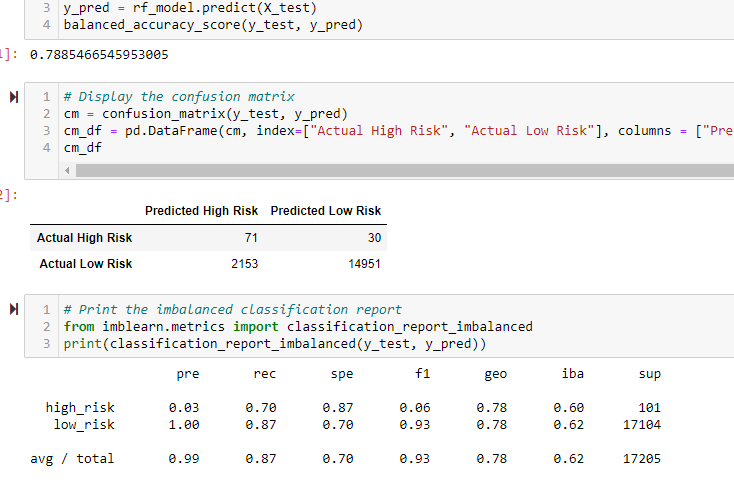 3 y_pred = rf_model.predict(X_test)
4 balanced_accuracy_score(y_test, y_pred)
]: 0.7885466545953005
1 # Display the confusion matrix
2 cm = confusion_matrix(y_test, y_pred)
3 cm_df = pd.DataFrame(cm, index=["Actual High Risk", "Actual Low Risk"], columns = ["Pre
4 cm_df
2]:
Predicted High Risk Predicted Low Risk
Actual High Risk 71 30
Actual Low Risk 2153 14951
1 # Print the imbalanced classification report
2 from imblearn.metrics import classification_report_imbalanced
3 print(classification_report_imbalanced(y_test, y_pred))
pre rec spe f1 geo iba sup
high_risk 0.03 0.70 0.87 0.06 0.78 0.60 101
low_risk 1.00 0.87 0.70 0.93 0.78 0.62 17104
avg / total 0.99 0.87 0.70 0.93 0.78 0.62 17205